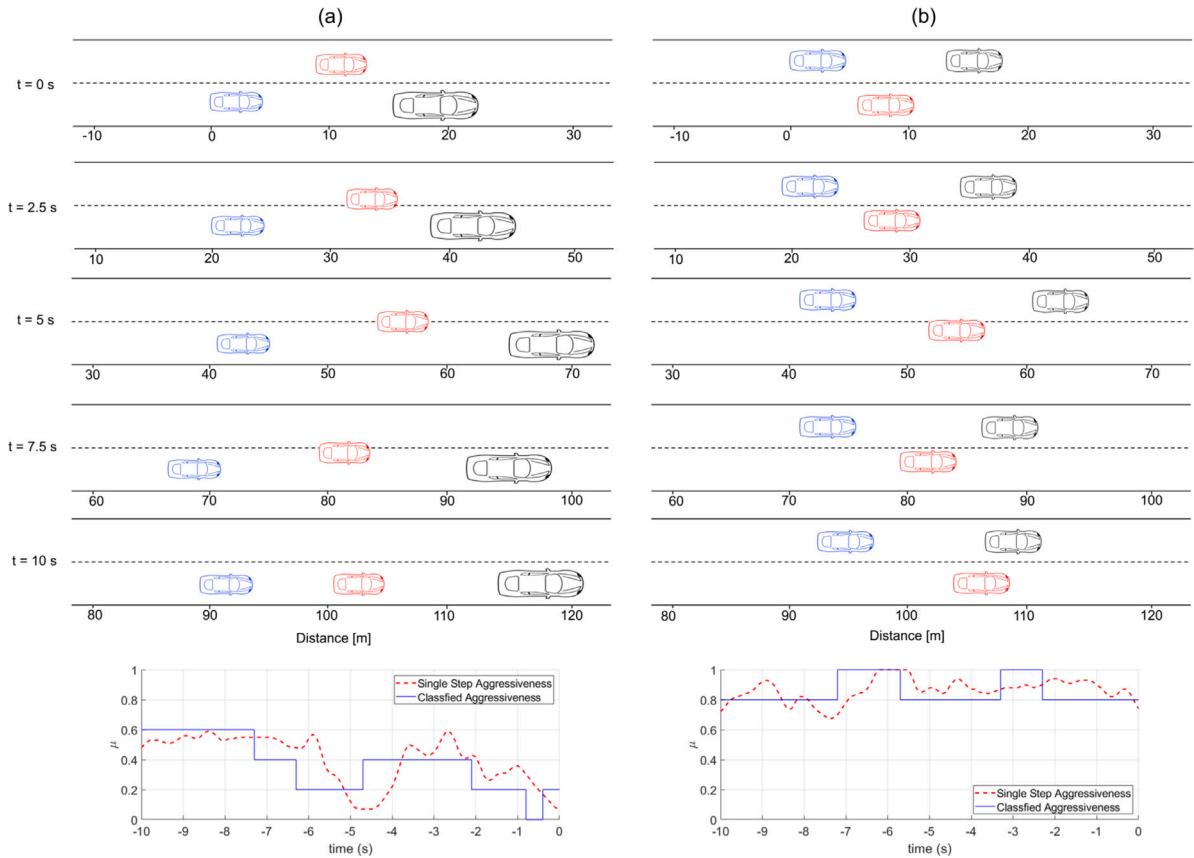 (a) (b)
t = 0 s
-10 0 10 20 30 -10 0 10 20 30
t = 2.5 s
10 20 30 40 50 10 20 30 40 50
t = 5 s
30 40 50 60 70 30 40 50 60 70
t = 7.5 s
60 70 80 90 100 60 70 80 90 100
t = 10 s
80 90 100 110 120 80 90 100 110 120
Distance [m] Distance [m]
1
0.8
0.6
0.4
0.2
0
μ
Single Step Aggressiveness
Classfied Aggressiveness
-10 -9 -8 -7 -6 -5 -4 -3 -2 -1 0
time (s)
1
0.8
0.6
0.4
0.2
0
μ
Single Step Aggressiveness
Classfied Aggressiveness
-10 -9 -8 -7 -6 -5 -4 -3 -2 -1 0
time (s)